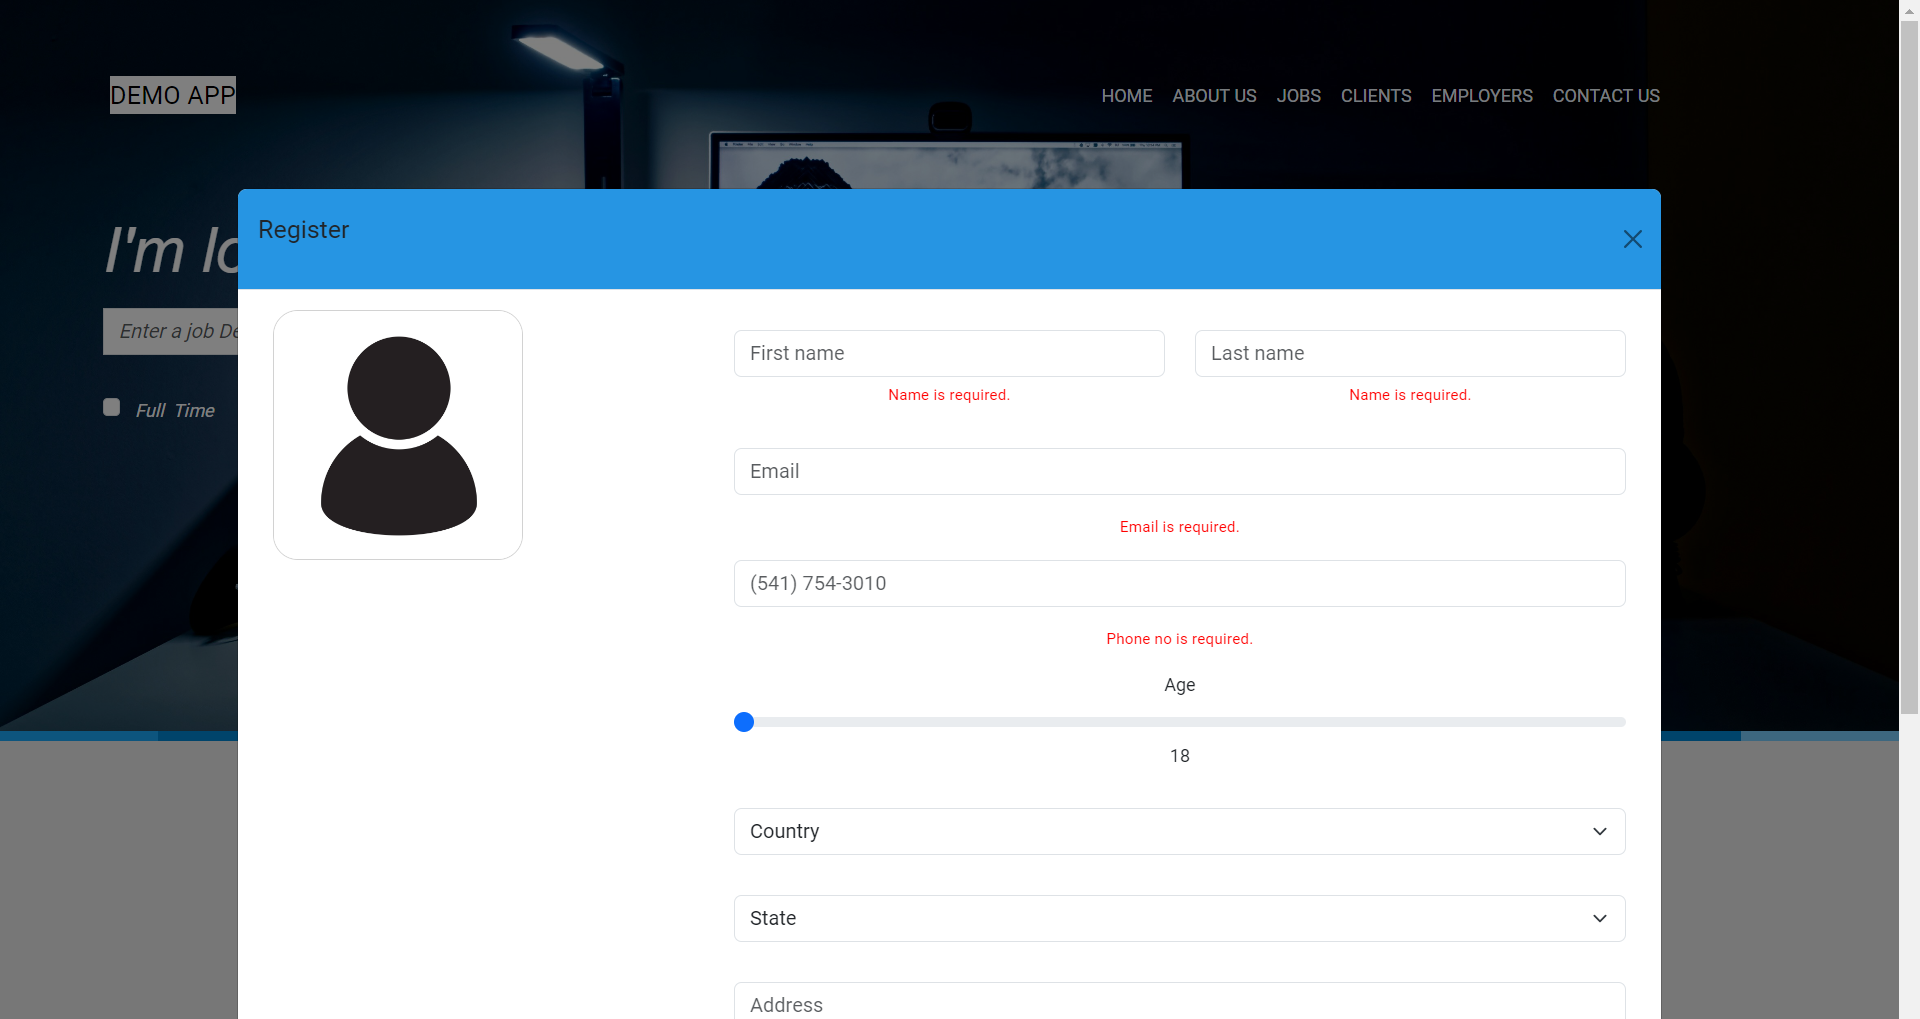 DEMO APP
HOME ABOUT US JOBS CLIENTS EMPLOYERS CONTACT US
I'm lo
Enter a job De
Full Time
Register
First name Last name
Name is required. Name is required.
Email
Email is required.
(541) 754-3010
Phone no is required.
Age
18
Country
State
Address